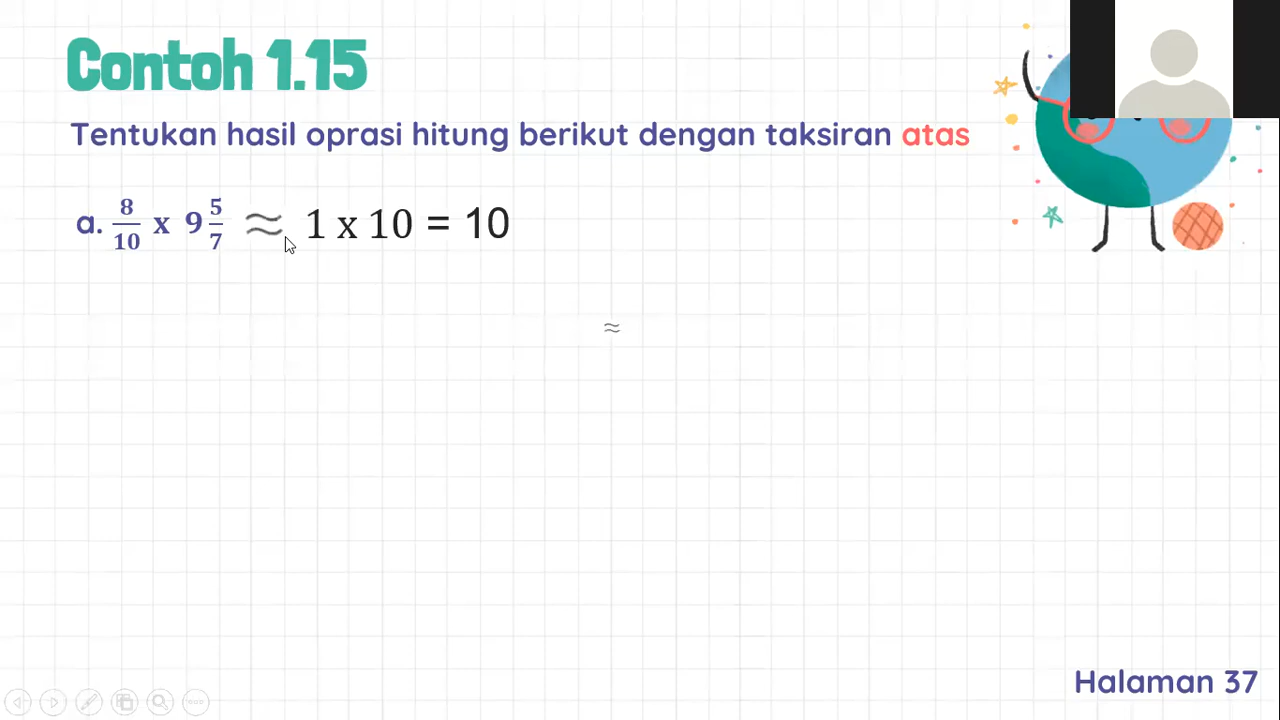 Contoh 1.15
Tentukan hasil oprasi hitung berikut dengan taksiran atas
a. 8/10 x 9 5/7 ≈ 1 x 10 = 10
≈
Halaman 37